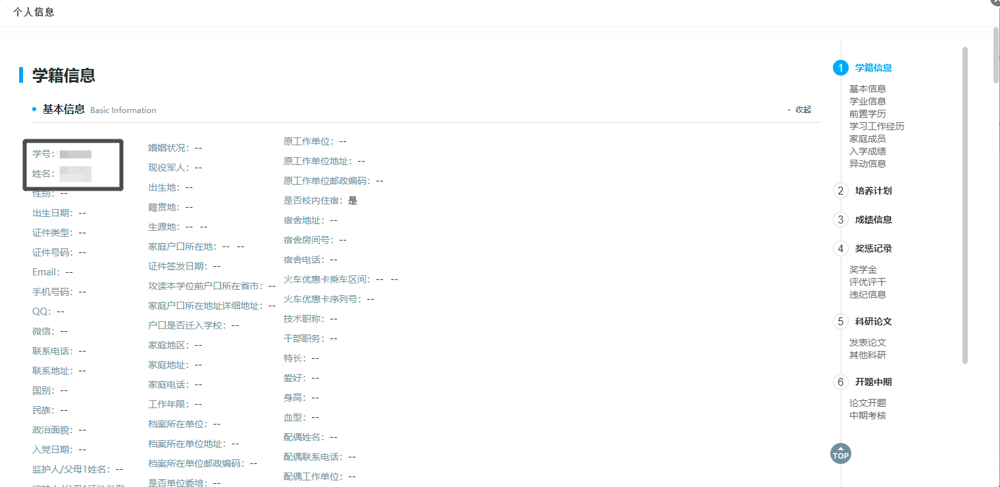 个人信息
学籍信息
基本信息 Basic Information
- 收起
学号：
姓名：
性别：--
出生日期：--
证件类型：--
证件号码：--
Email：--
手机号码：--
QQ：--
微信：--
联系电话：--
联系地址：--
国别：--
民族：--
政治面貌：--
入党日期：--
监护人/父母1姓名：--
监护人/父母1证件类型
婚姻状况：--
现役军人：--
出生地：--
籍贯地：--
生源地：-- --
家庭户口所在地：-- --
证件签发日期：--
攻读本学位前户口所在省市：--
家庭户口所在地址详细地址：--
户口是否迁入学校：--
家庭地区：--
家庭地址：--
家庭电话：--
工作年限：--
档案所在单位：--
档案所在单位地址：--
档案所在单位邮政编码：--
是否单位委培：--
原工作单位：--
原工作单位地址：--
原工作单位邮政编码：--
是否校内住宿：是
宿舍地址：--
宿舍房间号：--
宿舍电话：--
火车优惠卡乘车区间：-- --
火车优惠卡序列号：--
技术职称：--
干部职务：--
特长：--
爱好：--
身高：--
血型：--
配偶姓名：--
配偶联系电话：--
配偶工作单位：--
1 学籍信息
基本信息
学业信息
前置学历
学习工作经历
家庭成员
入学成绩
异动信息
2 培养计划
3 成绩信息
4 奖惩记录
奖学金
评优评干
违纪信息
5 科研论文
发表论文
其他科研
6 开题中期
论文开题
中期考核
TOP